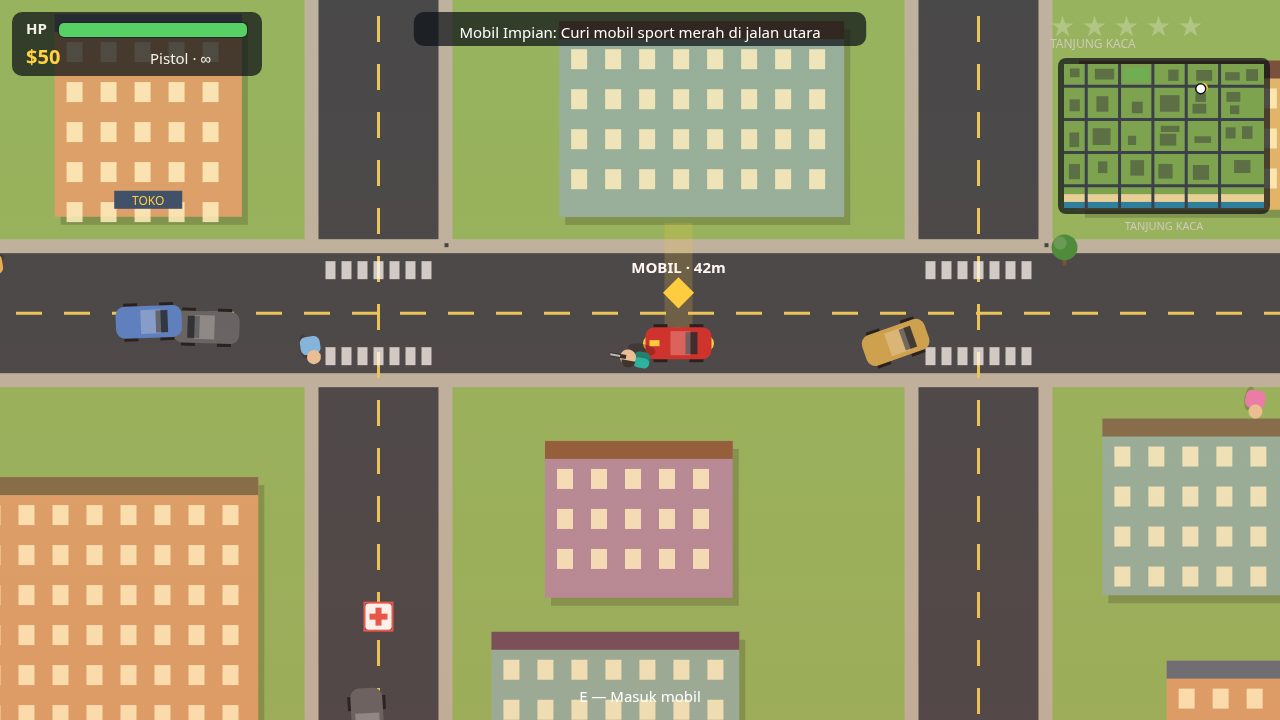 HP
$50
Pistol · ∞
Mobil Impian: Curi mobil sport merah di jalan utara
TANJUNG KACA
TOKO
TANJUNG KACA
MOBIL · 42m
E — Masuk mobil